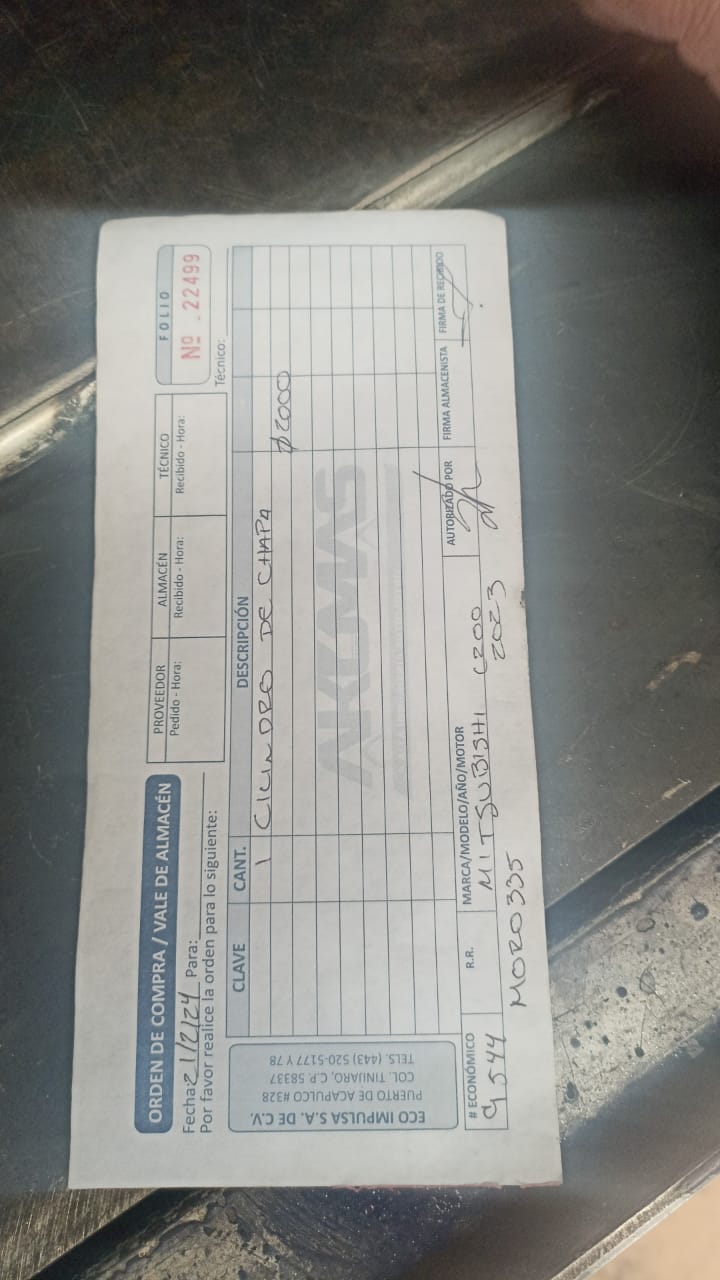 ORDEN DE COMPRA / VALE DE ALMACÉN
Fecha: 21/2/24 Para:
Por favor realice la orden para lo siguiente:
PROVEEDOR
Pedido - Hora:
ALMACÉN
Recibido - Hora:
TÉCNICO
Recibido - Hora:
FOLIO
Nº 22499
Técnico:
ECO IMPULSA S.A. DE C.V.
PUERTO DE ACAPULCO #328
COL. TINIJARO, C.P. 58337
TELS. (443) 520-5177 Y 78
CLAVE CANT. DESCRIPCIÓN
1 CILINDRO DE CHAPA
$2000
AKUMAS
# ECONÓMICO R.R. MARCA/MODELO/AÑO/MOTOR AUTORIZADO POR FIRMA ALMACENISTA FIRMA DE RECIBIDO
9544 MITSUBISHI L200
MORO335 2023